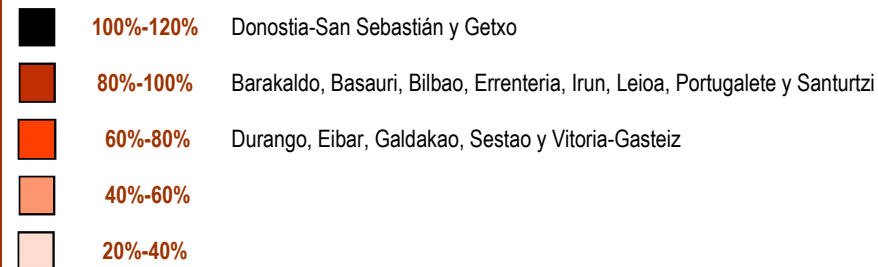 100%-120% Donostia-San Sebastián y Getxo
80%-100% Barakaldo, Basauri, Bilbao, Errenteria, Irun, Leioa, Portugalete y Santurtzi
60%-80% Durango, Eibar, Galdakao, Sestao y Vitoria-Gasteiz
40%-60%
20%-40%